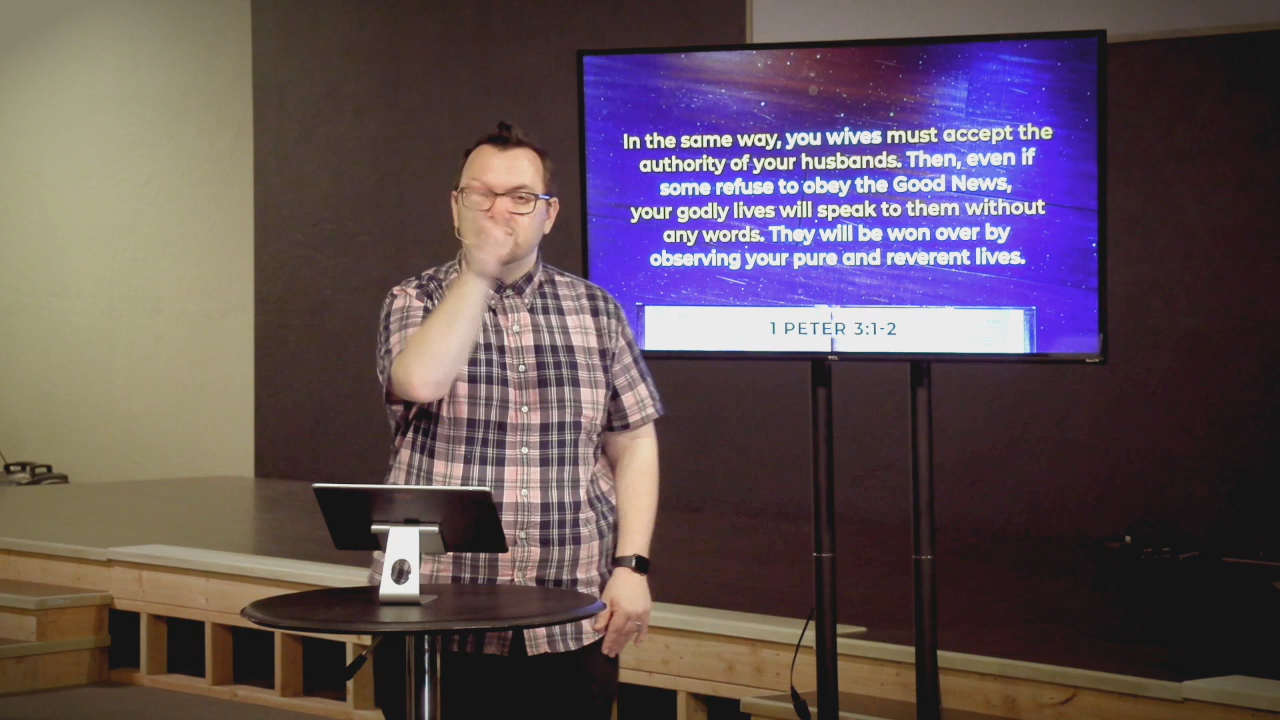 In the same way, you wives must accept the
authority of your husbands. Then, even if
some refuse to obey the Good News,
your godly lives will speak to them without
any words. They will be won over by
observing your pure and reverent lives.
1 PETER 3:1-2
TCL